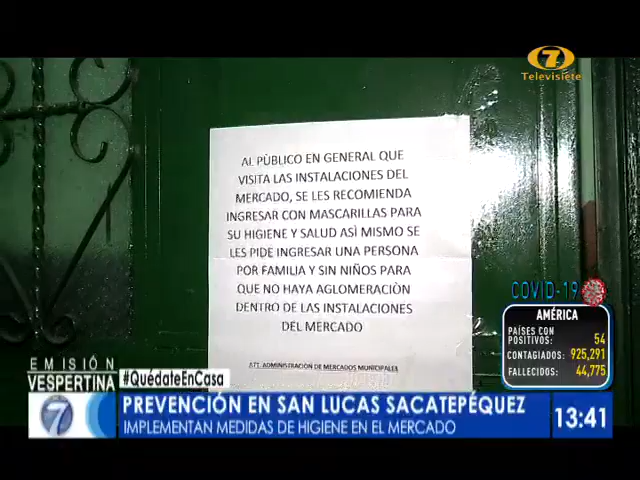 7
Televisiete
AL PÙBLICO EN GENERAL QUE
VISITA LAS INSTALACIONES DEL
MERCADO, SE LES RECOMIENDA
INGRESAR CON MASCARILLAS PARA
SU HIGIENE Y SALUD ASÌ MISMO SE
LES PIDE INGRESAR UNA PERSONA
POR FAMILIA Y SIN NIÑOS PARA
QUE NO HAYA AGLOMERACIÒN
DENTRO DE LAS INSTALACIONES
DEL MERCADO
ATT. ADMINISTRACION DE MERCADOS MUNICIPALES
COVID-19
AMÉRICA
PAÍSES CON POSITIVOS: 54
CONTAGIADOS: 925,291
FALLECIDOS: 44,775
EMISIÓN
VESPERTINA
#QuédateEnCasa
7
PREVENCIÓN EN SAN LUCAS SACATEPÉQUEZ
IMPLEMENTAN MEDIDAS DE HIGIENE EN EL MERCADO
13:41